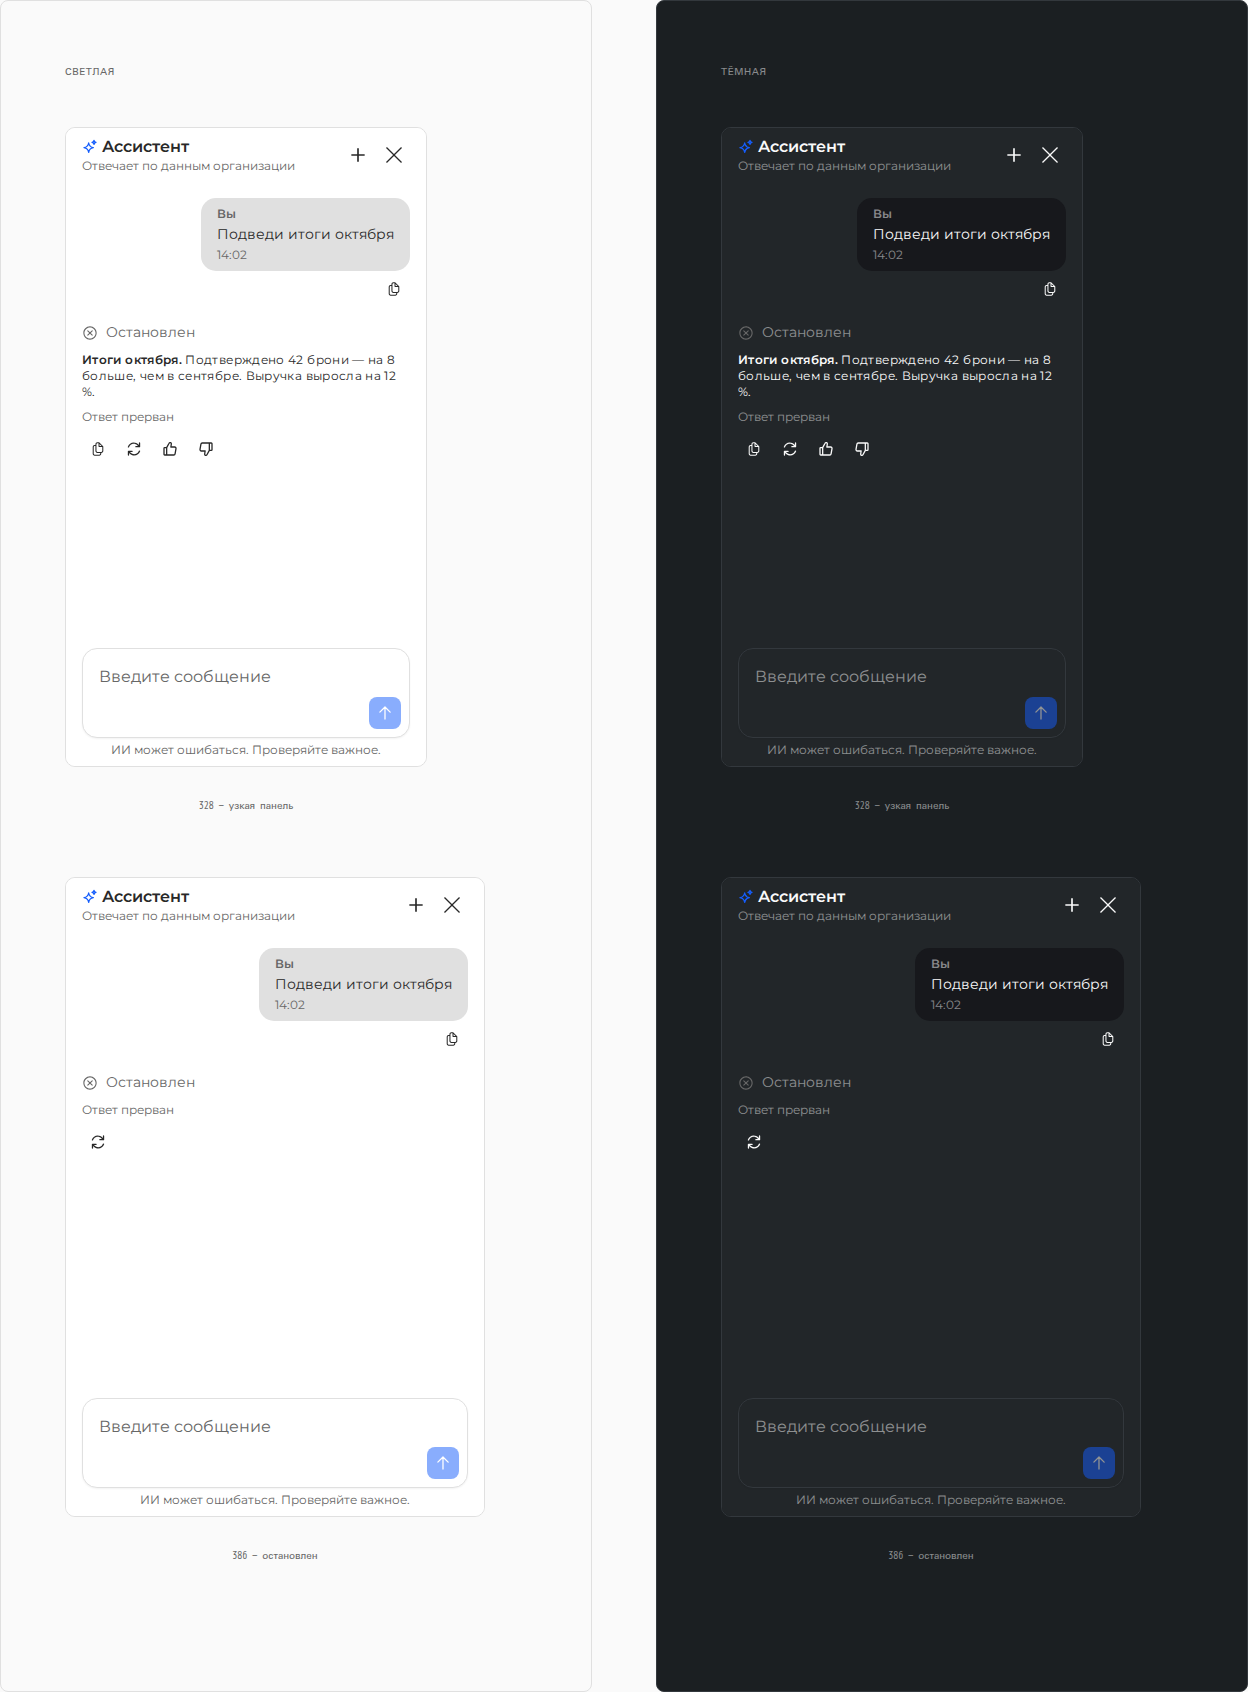 СВЕТЛАЯ
Ассистент
Отвечает по данным организации
Вы
Подведи итоги октября
14:02
Остановлен
Итоги октября. Подтверждено 42 брони — на 8
больше, чем в сентябре. Выручка выросла на 12
%.
Ответ прерван
Введите сообщение
ИИ может ошибаться. Проверяйте важное.
328 — узкая панель
Ассистент
Отвечает по данным организации
Вы
Подведи итоги октября
14:02
Остановлен
Ответ прерван
Введите сообщение
ИИ может ошибаться. Проверяйте важное.
386 — остановлен
ТЁМНАЯ
Ассистент
Отвечает по данным организации
Вы
Подведи итоги октября
14:02
Остановлен
Итоги октября. Подтверждено 42 брони — на 8
больше, чем в сентябре. Выручка выросла на 12
%.
Ответ прерван
Введите сообщение
ИИ может ошибаться. Проверяйте важное.
328 — узкая панель
Ассистент
Отвечает по данным организации
Вы
Подведи итоги октября
14:02
Остановлен
Ответ прерван
Введите сообщение
ИИ может ошибаться. Проверяйте важное.
386 — остановлен